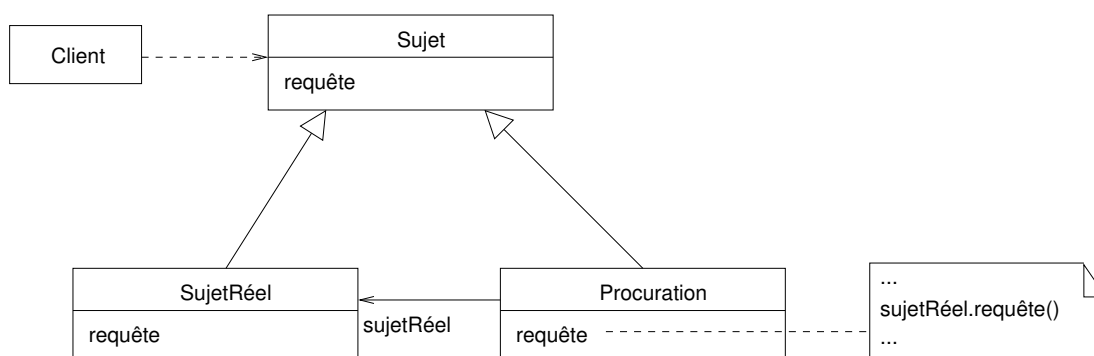 Client
Sujet
requête
SujetRéel
requête
sujetRéel
Procuration
requête
...
sujetRéel.requête()
...